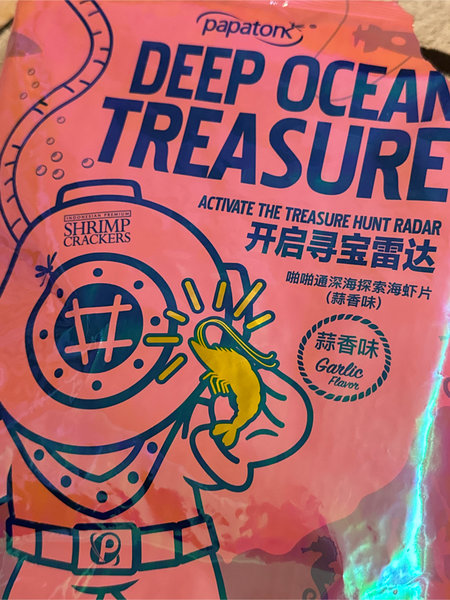 papatonk
DEEP OCEAN
TREASURE
ACTIVATE THE TREASURE HUNT RADAR
开启寻宝雷达
INDONESIAN PREMIUM
SHRIMP
CRACKERS
啪啪通深海探索海虾片
(蒜香味)
蒜香味
Garlic
Flavor
P